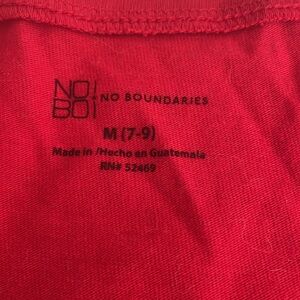 NO!
BO! NO BOUNDARIES
M (7-9)
Made in /Hecho en Guatemala
RN# 52469